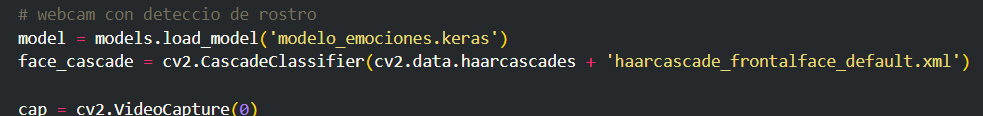 # webcam con deteccio de rostro
model = models.load_model('modelo_emociones.keras')
face_cascade = cv2.CascadeClassifier(cv2.data.haarcascades + 'haarcascade_frontalface_default.xml')
cap = cv2.VideoCapture(0)